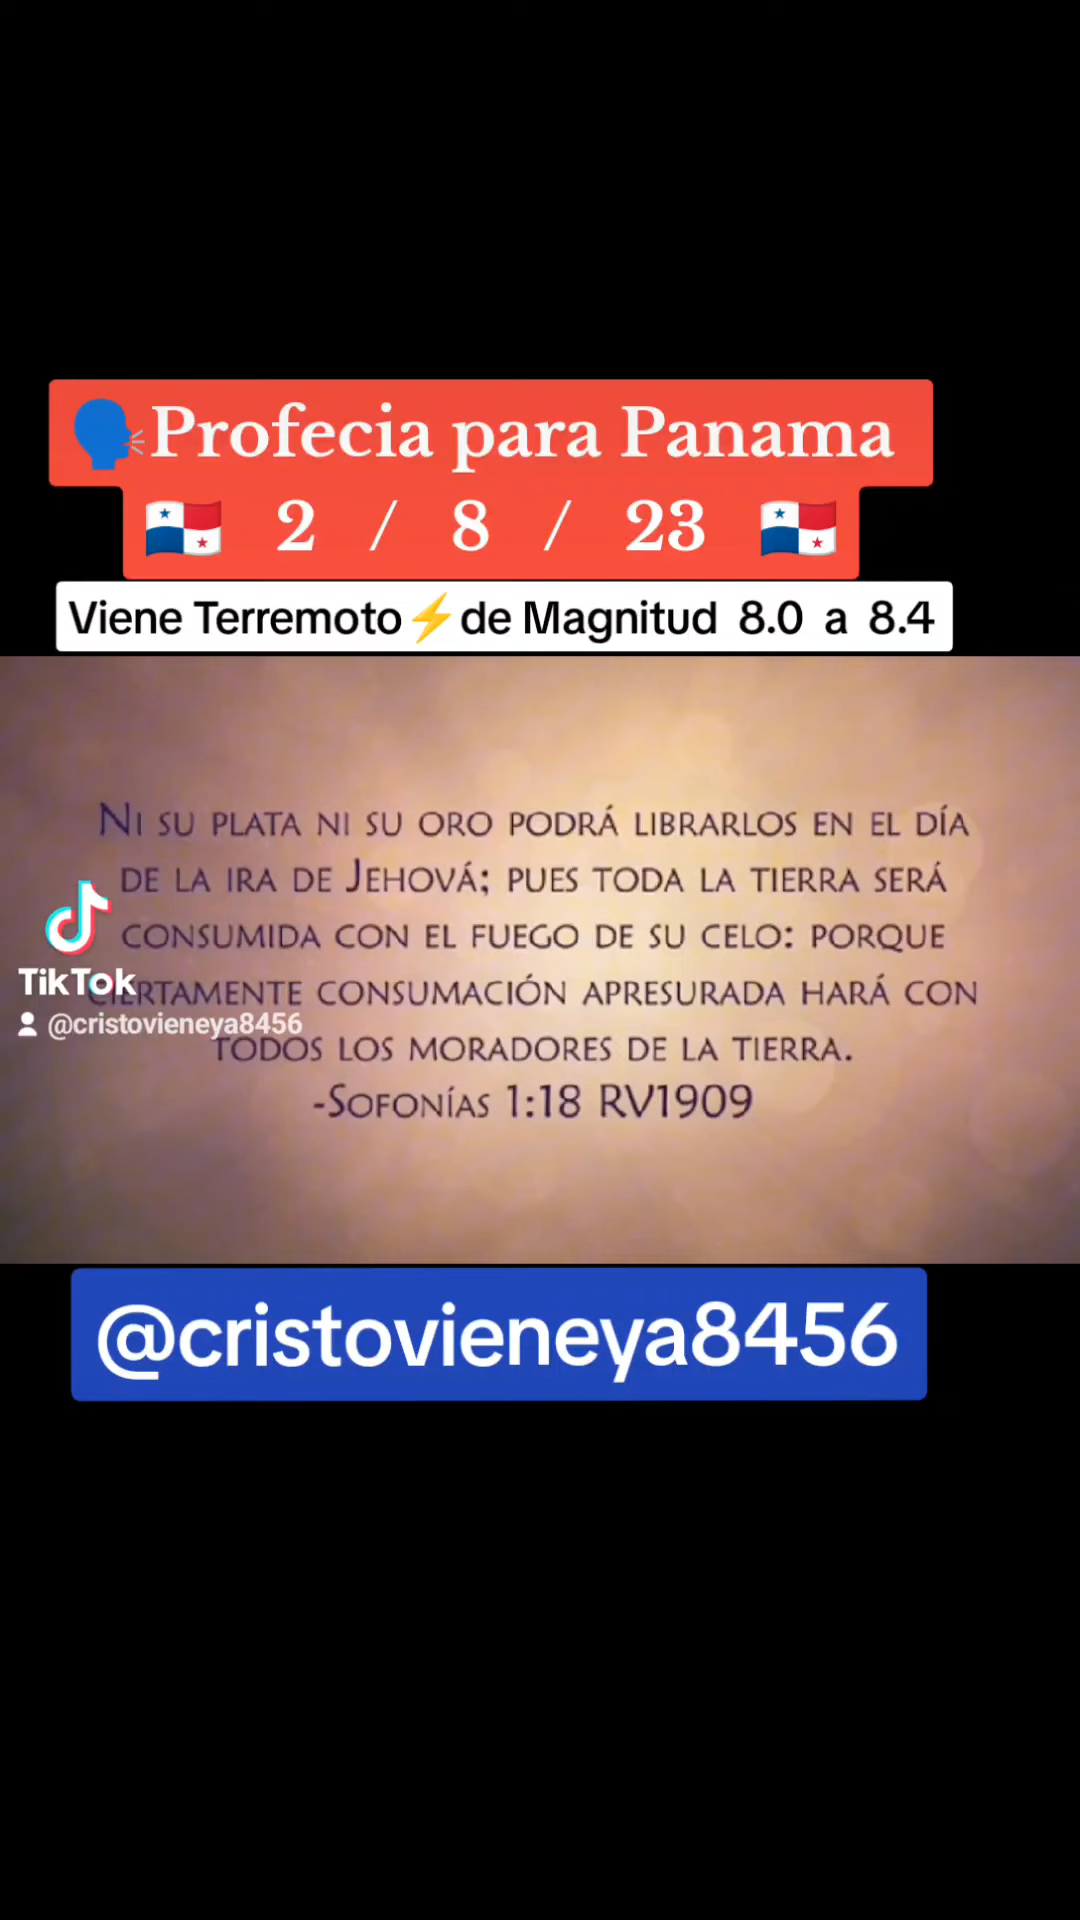 Profecia para Panama
2 / 8 / 23
Viene Terremoto⚡de Magnitud 8.0 a 8.4
Ni su plata ni su oro podrá librarlos en el día
de la ira de Jehová; pues toda la tierra será
consumida con el fuego de su celo: porque
ciertamente consumación apresurada hará con
todos los moradores de la tierra.
-Sofonías 1:18 RV1909
TikTok
@cristovieneya8456
@cristovieneya8456